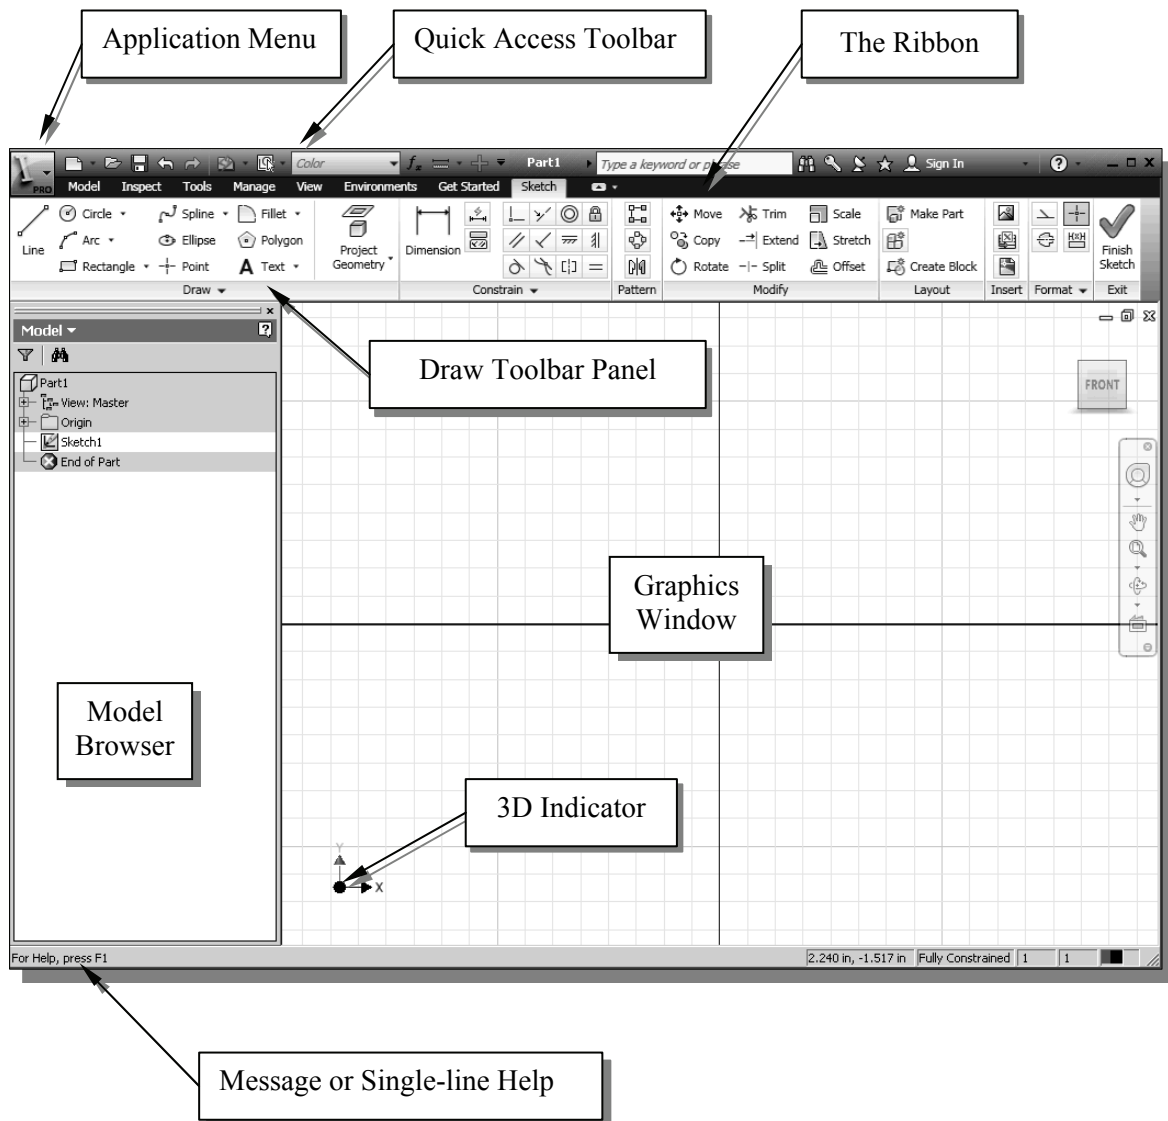 Application Menu
Quick Access Toolbar
The Ribbon
PRO
Color
Part1
Type a keyword or phrase
Sign In
Model Inspect Tools Manage View Environments Get Started Sketch
Line
Circle
Arc
Rectangle
Spline
Ellipse
Point
Fillet
Polygon
A Text
Project
Geometry
Dimension
Move
Copy
Rotate
Trim
Extend
Split
Scale
Stretch
Offset
Make Part
Create Block
Finish
Sketch
Draw Constrain Pattern Modify Layout Insert Format Exit
Model
Part1
View: Master
Origin
Sketch1
End of Part
Draw Toolbar Panel
FRONT
Graphics
Window
Model
Browser
3D Indicator
Y
X
For Help, press F1
2.240 in, -1.517 in Fully Constrained 1 1
Message or Single-line Help